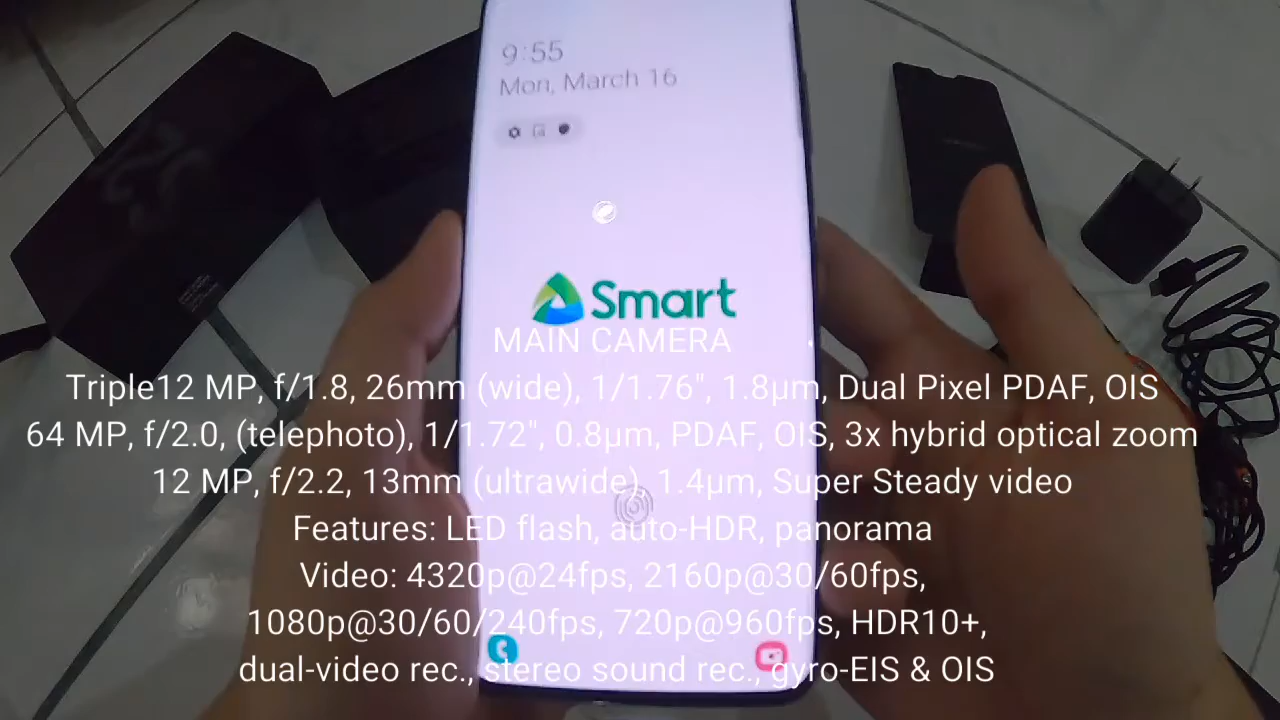 9:55
Mon, March 16
Smart
MAIN CAMERA
Triple12 MP, f/1.8, 26mm (wide), 1/1.76", 1.8µm, Dual Pixel PDAF, OIS
64 MP, f/2.0, (telephoto), 1/1.72", 0.8µm, PDAF, OIS, 3x hybrid optical zoom
12 MP, f/2.2, 13mm (ultrawide), 1.4µm, Super Steady video
Features: LED flash, auto-HDR, panorama
Video: 4320p@24fps, 2160p@30/60fps,
1080p@30/60/240fps, 720p@960fps, HDR10+,
dual-video rec., stereo sound rec., gyro-EIS & OIS